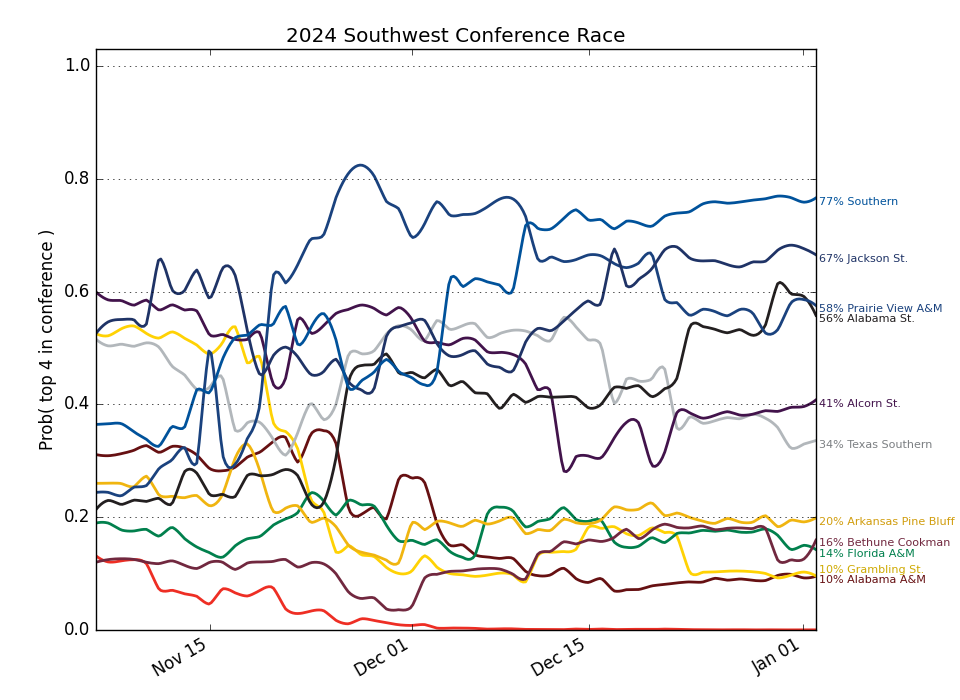 2024 Southwest Conference Race
Prob( top 4 in conference )
1.0
0.8
0.6
0.4
0.2
0.0
Nov 15
Dec 01
Dec 15
Jan 01
77% Southern
67% Jackson St.
58% Prairie View A&M
56% Alabama St.
41% Alcorn St.
34% Texas Southern
20% Arkansas Pine Bluff
16% Bethune Cookman
14% Florida A&M
10% Grambling St.
10% Alabama A&M